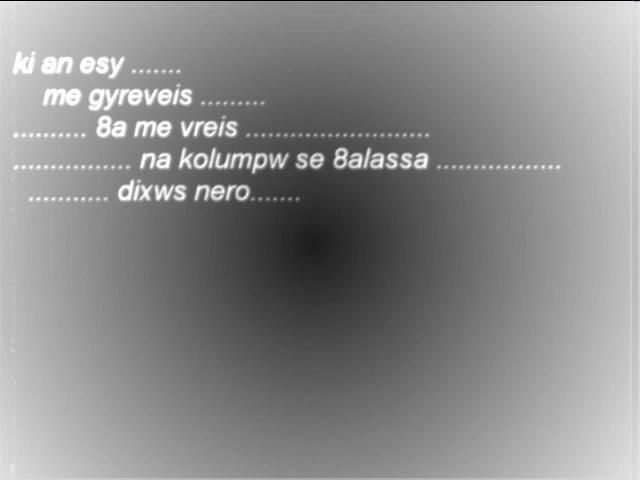 ki an esy .......
me gyreveis .........
.......... 8a me vreis .........................
................ na kolumpw se 8alassa .................
........... dixws nero.......